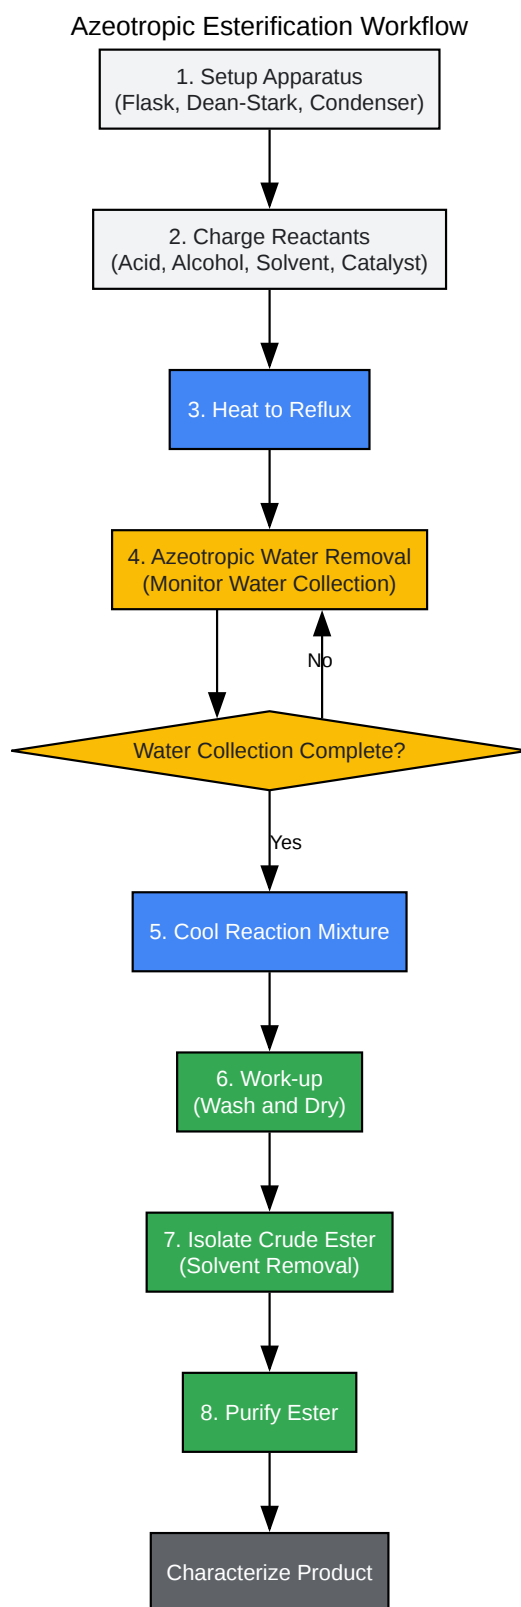 Azeotropic Esterification Workflow
1. Setup Apparatus
(Flask, Dean-Stark, Condenser)
2. Charge Reactants
(Acid, Alcohol, Solvent, Catalyst)
3. Heat to Reflux
4. Azeotropic Water Removal
(Monitor Water Collection)
No
Water Collection Complete?
Yes
5. Cool Reaction Mixture
6. Work-up
(Wash and Dry)
7. Isolate Crude Ester
(Solvent Removal)
8. Purify Ester
Characterize Product